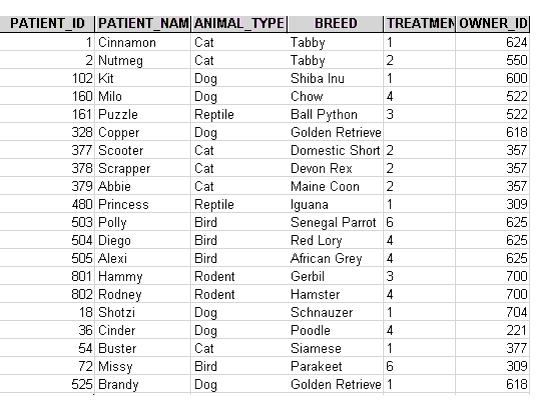 PATIENT_ID PATIENT_NAM ANIMAL_TYPE BREED TREATMEN OWNER_ID
1 Cinnamon Cat Tabby 1 624
2 Nutmeg Cat Tabby 2 550
102 Kit Dog Shiba Inu 1 600
160 Milo Dog Chow 4 522
161 Puzzle Reptile Ball Python 3 522
328 Copper Dog Golden Retrieve 618
377 Scooter Cat Domestic Short 2 357
378 Scrapper Cat Devon Rex 2 357
379 Abbie Cat Maine Coon 2 357
480 Princess Reptile Iguana 1 309
503 Polly Bird Senegal Parrot 6 625
504 Diego Bird Red Lory 4 625
505 Alexi Bird African Grey 4 625
801 Hammy Rodent Gerbil 3 700
802 Rodney Rodent Hamster 4 700
18 Shotzi Dog Schnauzer 1 704
36 Cinder Dog Poodle 4 221
54 Buster Cat Siamese 1 377
72 Missy Bird Parakeet 6 309
525 Brandy Dog Golden Retrieve 1 618